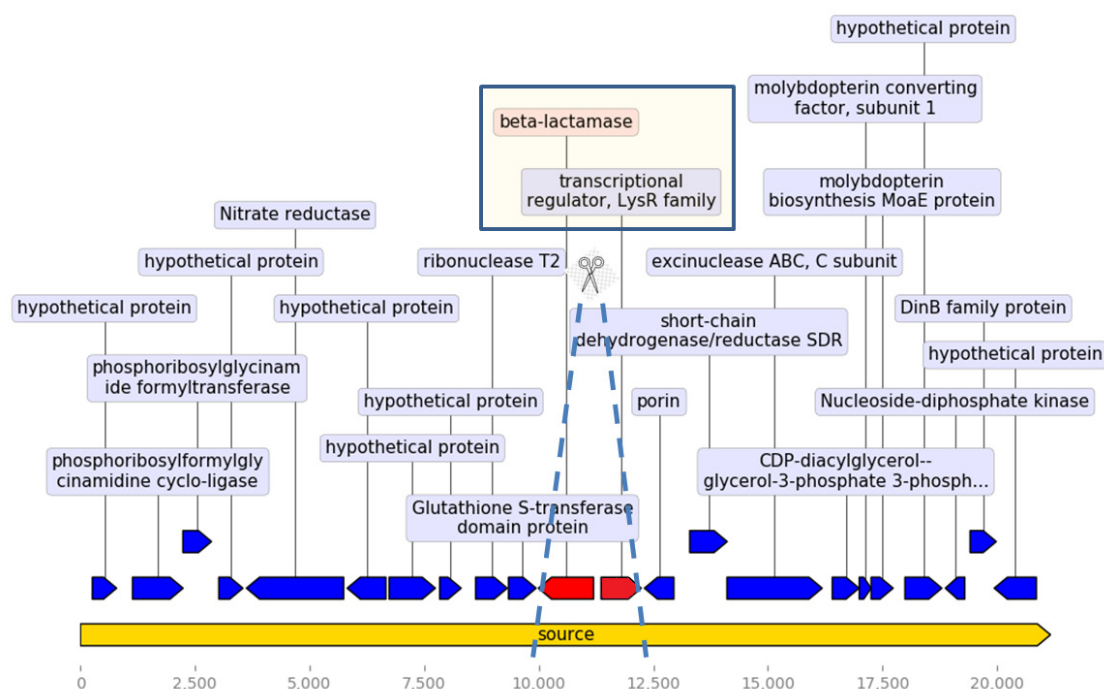 hypothetical protein
molybdopterin converting
factor, subunit 1
beta-lactamase
transcriptional
regulator, LysR family
molybdopterin
biosynthesis MoaE protein
Nitrate reductase
hypothetical protein
ribonuclease T2
excinuclease ABC, C subunit
hypothetical protein
hypothetical protein
short-chain
dehydrogenase/reductase SDR
DinB family protein
phosphoribosylglycinam
ide formyltransferase
hypothetical protein
hypothetical protein
porin
Nucleoside-diphosphate kinase
hypothetical protein
phosphoribosylformylgly
cinamidine cyclo-ligase
CDP-diacylglycerol--
glycerol-3-phosphate 3-phosph...
Glutathione S-transferase
domain protein
source
0 2,500 5,000 7,500 10,000 12,500 15,000 17,500 20,000